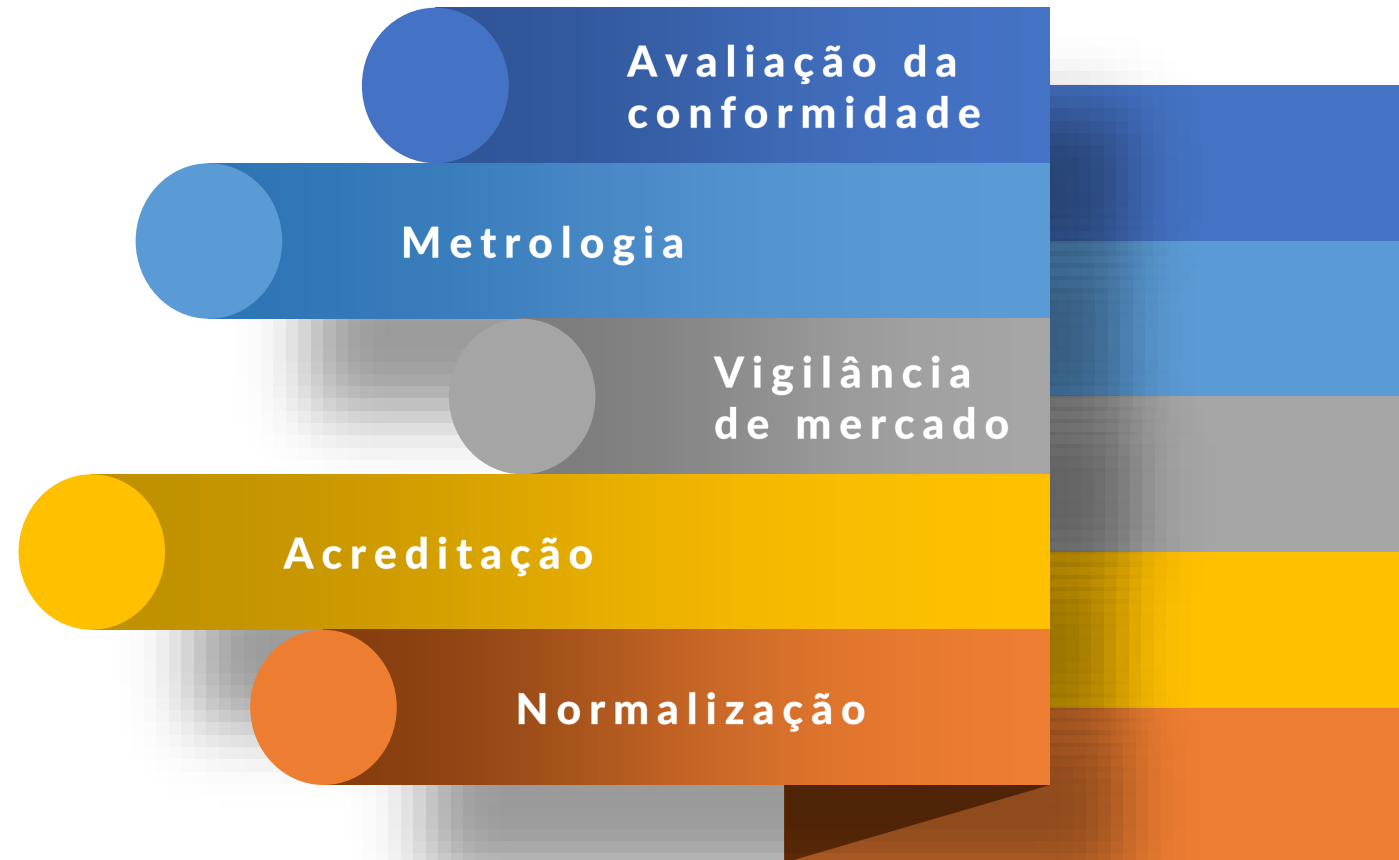 Avaliação da
conformidade
Metrologia
Vigilância
de mercado
Acreditação
Normalização